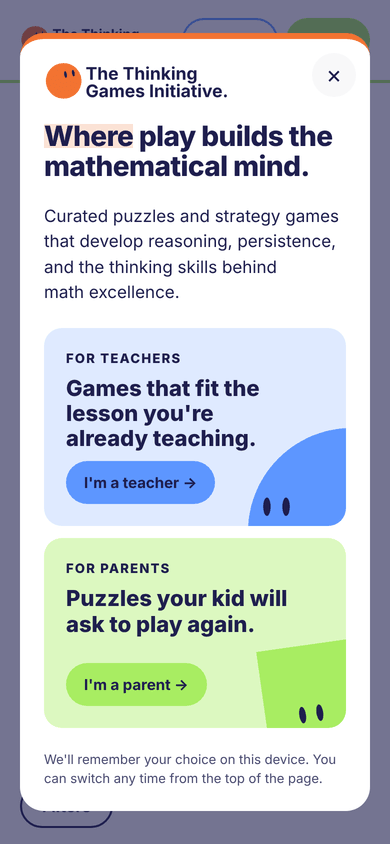 The Thinking
The Thinking
Games Initiative.
Where play builds the
mathematical mind.
Curated puzzles and strategy games
that develop reasoning, persistence,
and the thinking skills behind
math excellence.
FOR TEACHERS
Games that fit the
lesson you're
already teaching.
I'm a teacher →
FOR PARENTS
Puzzles your kid will
ask to play again.
I'm a parent →
We'll remember your choice on this device. You
can switch any time from the top of the page.